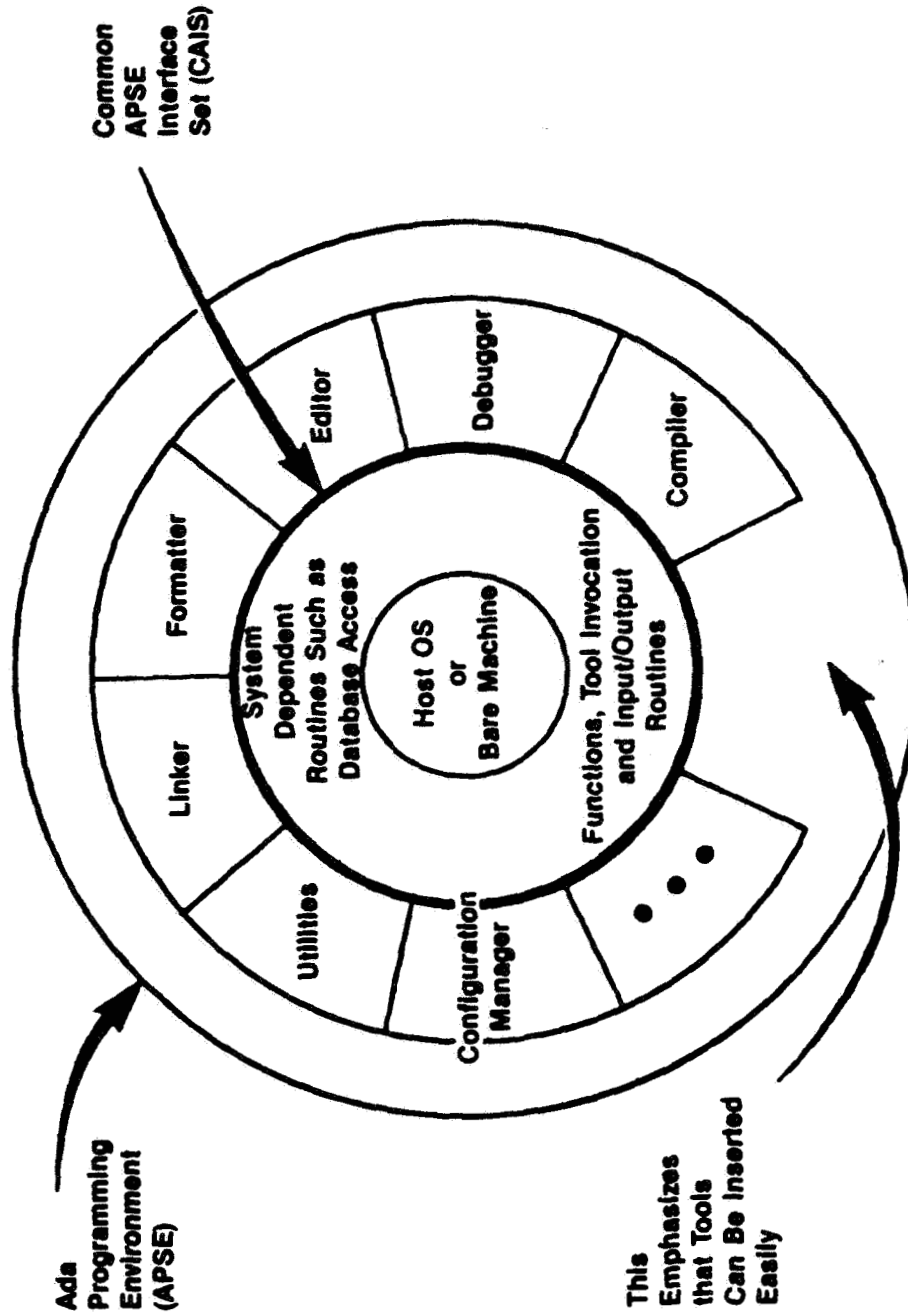 Ada
Programming
Environment
(APSE)
Common
APSE
Interface
Set (CAIS)
Linker
Formatter
Utilities
Editor
Configuration
Manager
Debugger
Compiler
System
Dependent
Routines Such as
Database Access
Host OS
or
Bare Machine
Functions, Tool Invocation
and Input/Output
Routines
This
Emphasizes
that Tools
Can Be Inserted
Easily